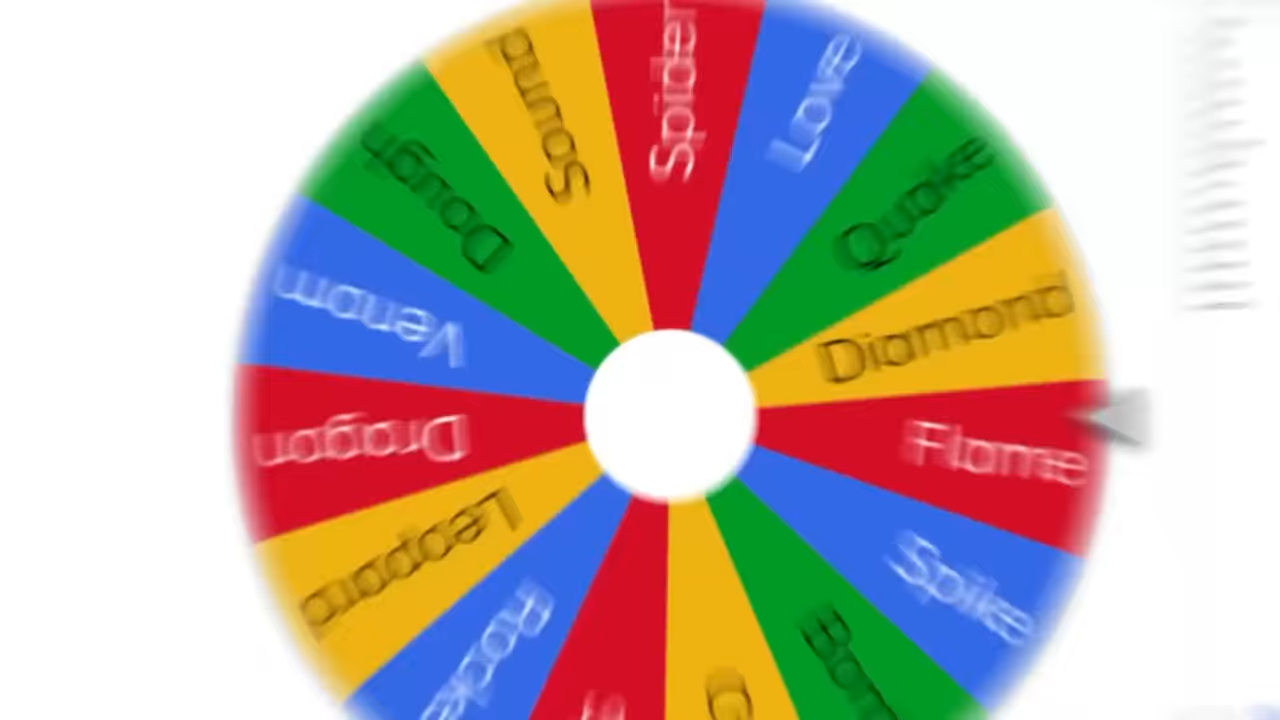 Spider
Love
Quake
Diamond
Flame
Spike
Leopard
Dragon
Venom
Dough
Sound